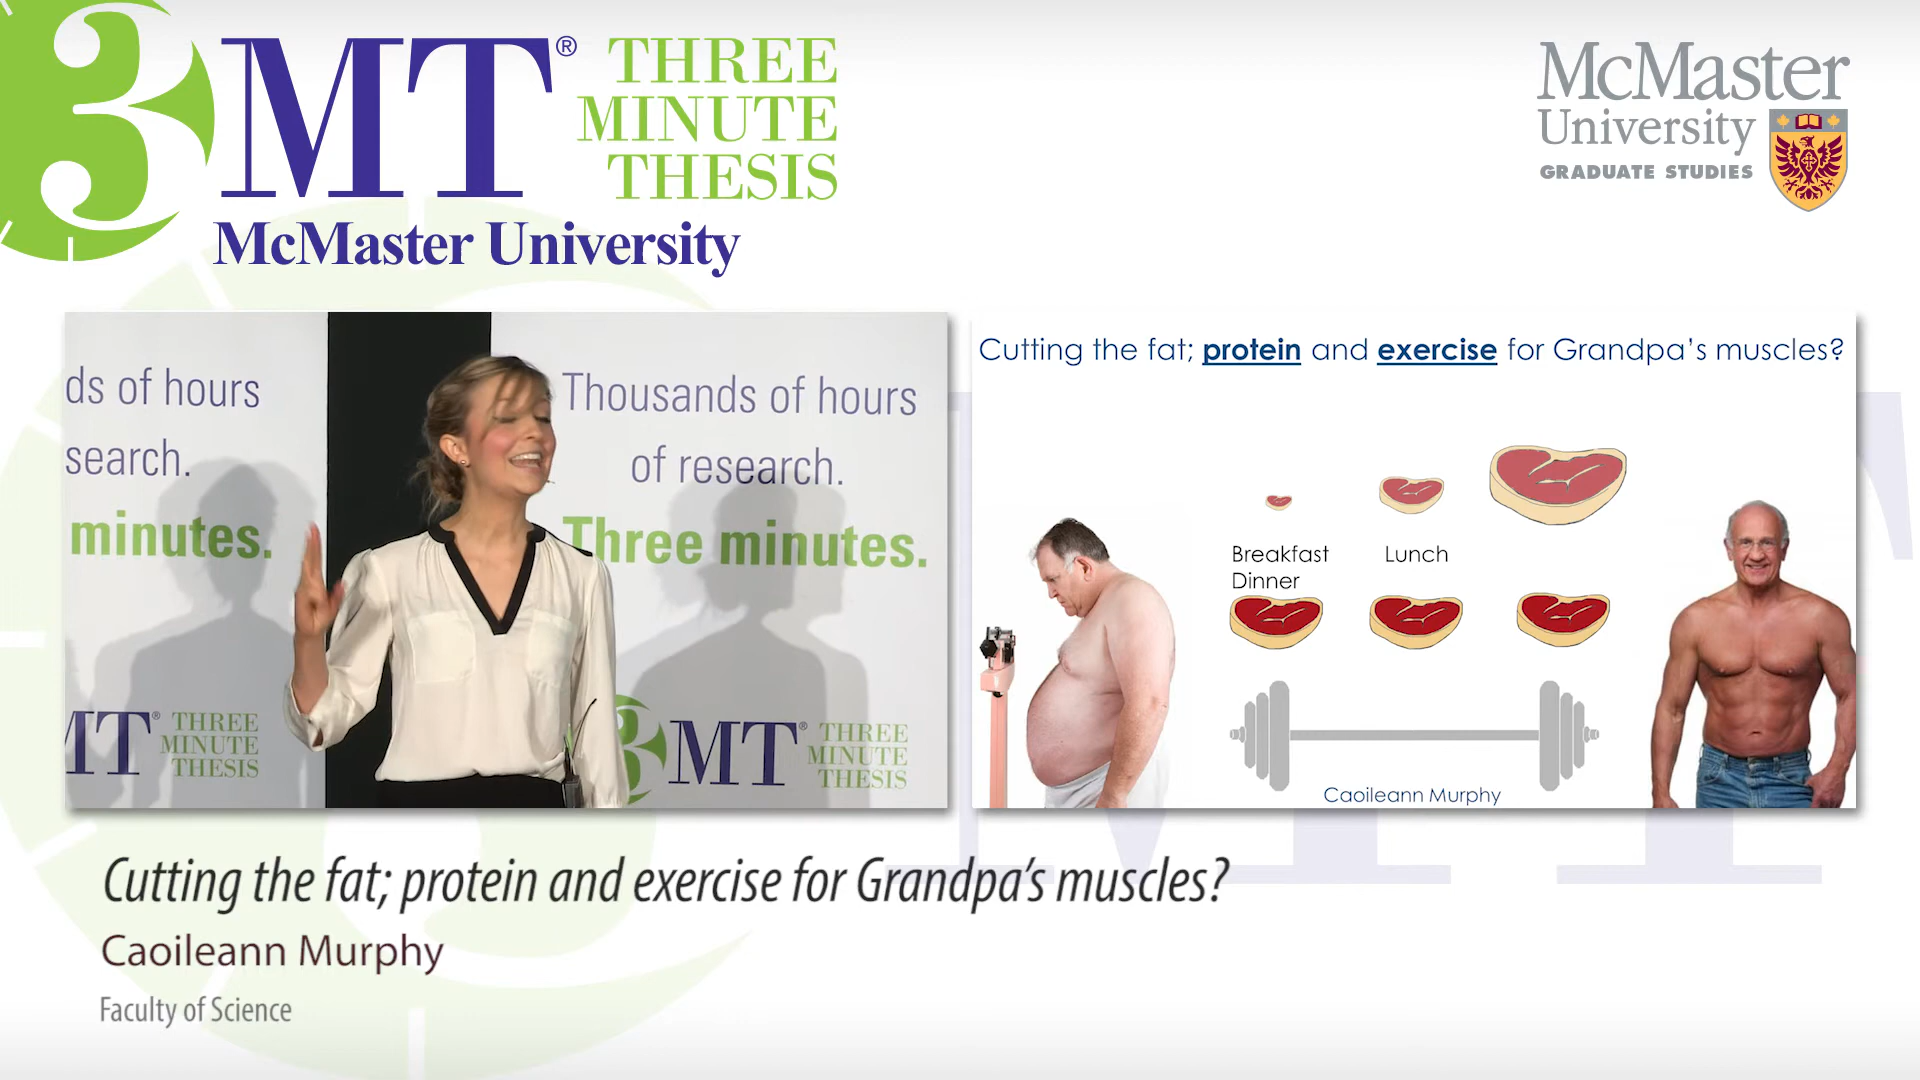 3MT® THREE
MINUTE
THESIS
McMaster University
McMaster
University
GRADUATE STUDIES
ds of hours
search.
minutes.
MT® THREE
MINUTE
THESIS
Thousands of hours
of research.
Three minutes.
3MT® THREE
MINUTE
THESIS
Cutting the fat; protein and exercise for Grandpa's muscles?
Breakfast Lunch
Dinner
Caoileann Murphy
Cutting the fat; protein and exercise for Grandpa's muscles?
Caoileann Murphy
Faculty of Science